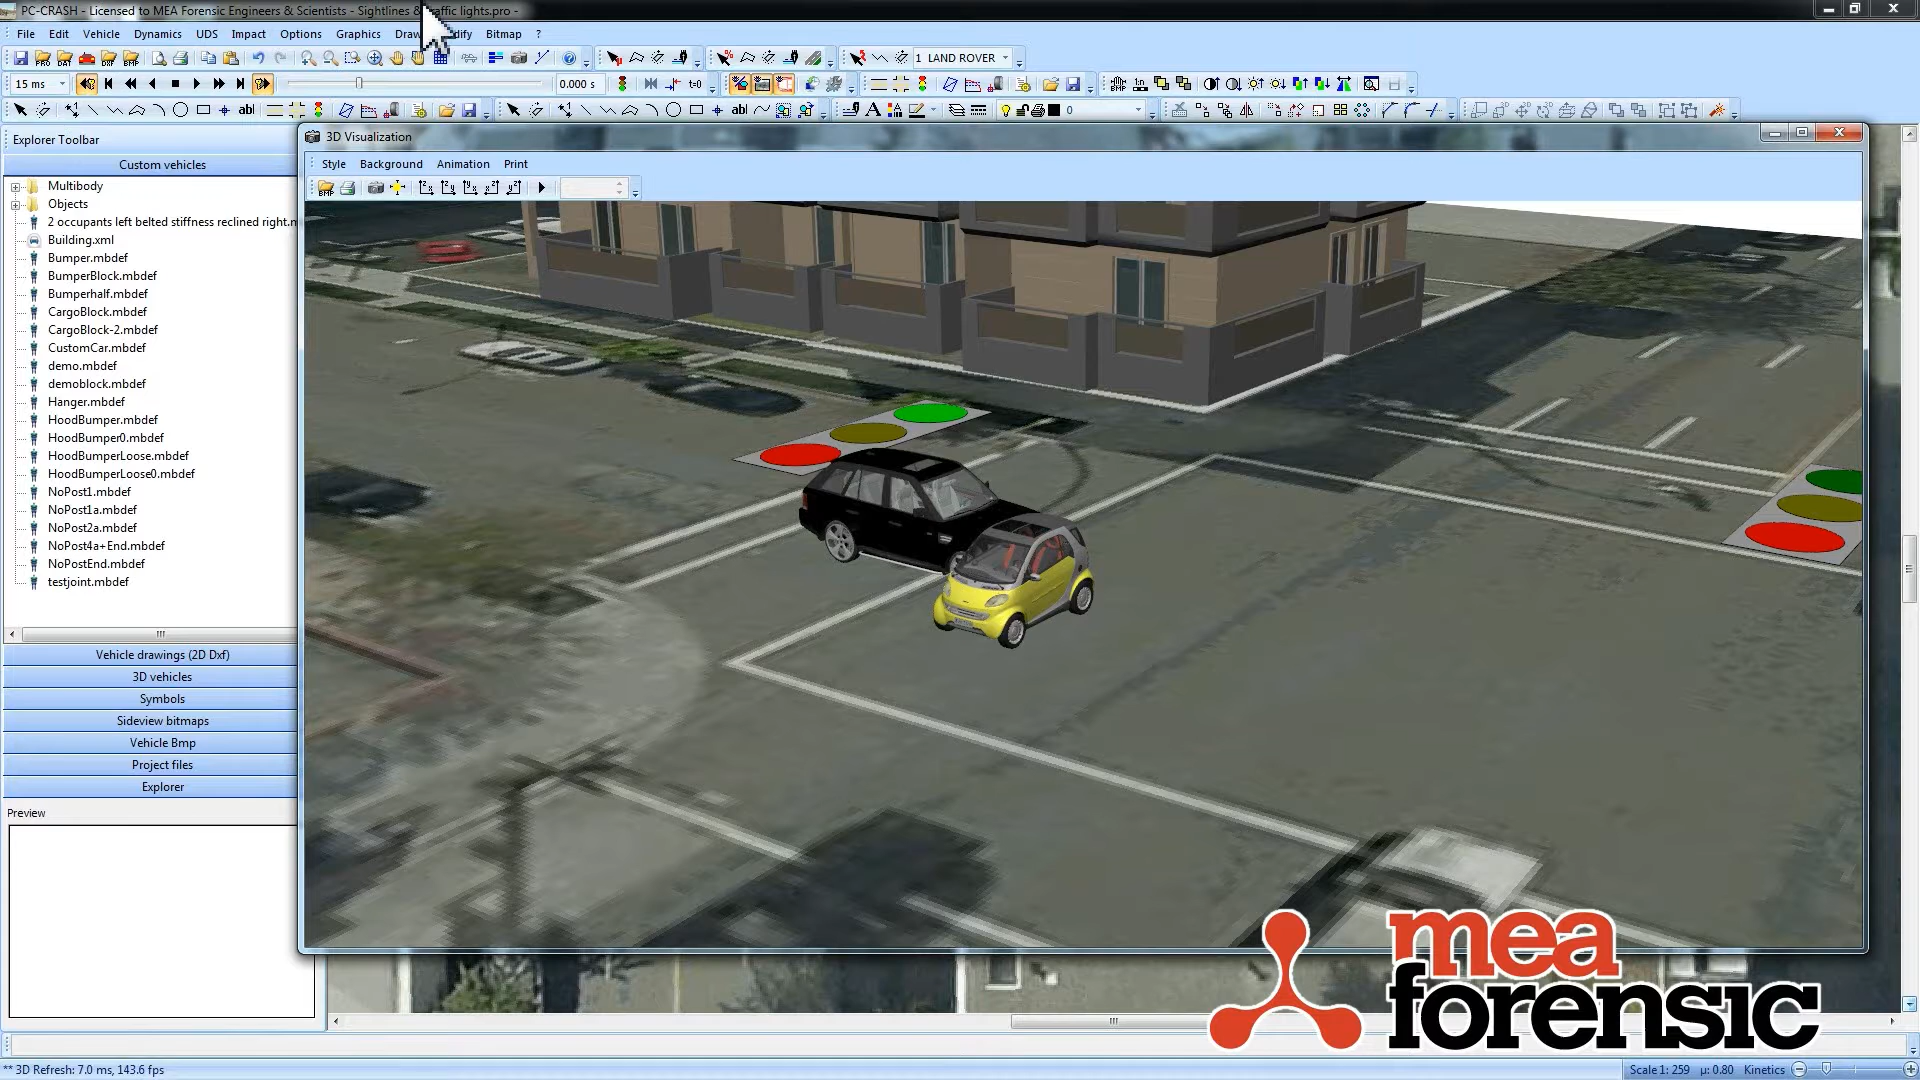 PC-CRASH - Licensed to MEA Forensic Engineers & Scientists - Sightlines & traffic lights.pro -
File Edit Vehicle Dynamics UDS Impact Options Graphics Draw Modify Bitmap ?
1 LAND ROVER
15 ms
0.000 s
t=0
abl
abl
A
0
Explorer Toolbar
Custom vehicles
Multibody
Objects
2 occupants left belted stiffness reclined right.m
Building.xml
Bumper.mbdef
BumperBlock.mbdef
Bumperhalf.mbdef
CargoBlock.mbdef
CargoBlock-2.mbdef
CustomCar.mbdef
demo.mbdef
demoblock.mbdef
Hanger.mbdef
HoodBumper.mbdef
HoodBumper0.mbdef
HoodBumperLoose.mbdef
HoodBumperLoose0.mbdef
NoPost1.mbdef
NoPost1a.mbdef
NoPost2a.mbdef
NoPost4a+End.mbdef
NoPostEnd.mbdef
testjoint.mbdef
Vehicle drawings (2D Dxf)
3D vehicles
Symbols
Sideview bitmaps
Vehicle Bmp
Project files
Explorer
Preview
3D Visualization
Style Background Animation Print
mea
forensic
** 3D Refresh: 7.0 ms, 143.6 fps
Scale 1: 259 µ: 0.80 Kinetics